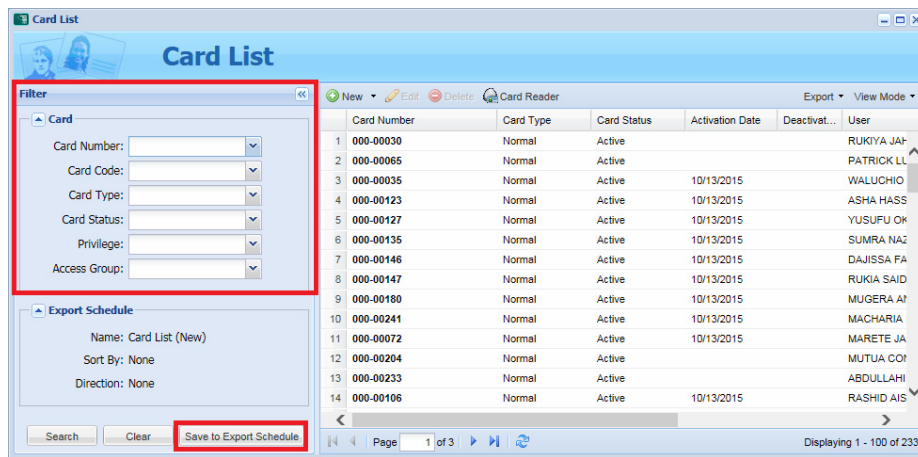 Card List
Card List
Filter
Card
Card Number:
Card Code:
Card Type:
Card Status:
Privilege:
Access Group:
Export Schedule
Name: Card List (New)
Sort By: None
Direction: None
Search Clear Save to Export Schedule
New Edit Delete Card Reader Export View Mode
Card Number Card Type Card Status Activation Date Deactivat... User
1 000-00030 Normal Active RUKIYA JAH
2 000-00065 Normal Active PATRICK LU
3 000-00035 Normal Active 10/13/2015 WALUCHIO
4 000-00123 Normal Active 10/13/2015 ASHA HASS
5 000-00127 Normal Active 10/13/2015 YUSUFU OK
6 000-00135 Normal Active 10/13/2015 SUMRA NAZ
7 000-00146 Normal Active 10/13/2015 DAJISSA FA
8 000-00147 Normal Active 10/13/2015 RUKIA SAID
9 000-00180 Normal Active 10/13/2015 MUGERA AN
10 000-00241 Normal Active 10/13/2015 MACHARIA
11 000-00072 Normal Active 10/13/2015 MARETE JA
12 000-00204 Normal Active MUTUA COM
13 000-00233 Normal Active ABDULLAHI
14 000-00106 Normal Active 10/13/2015 RASHID AIS
Page 1 of 3 Displaying 1 - 100 of 233